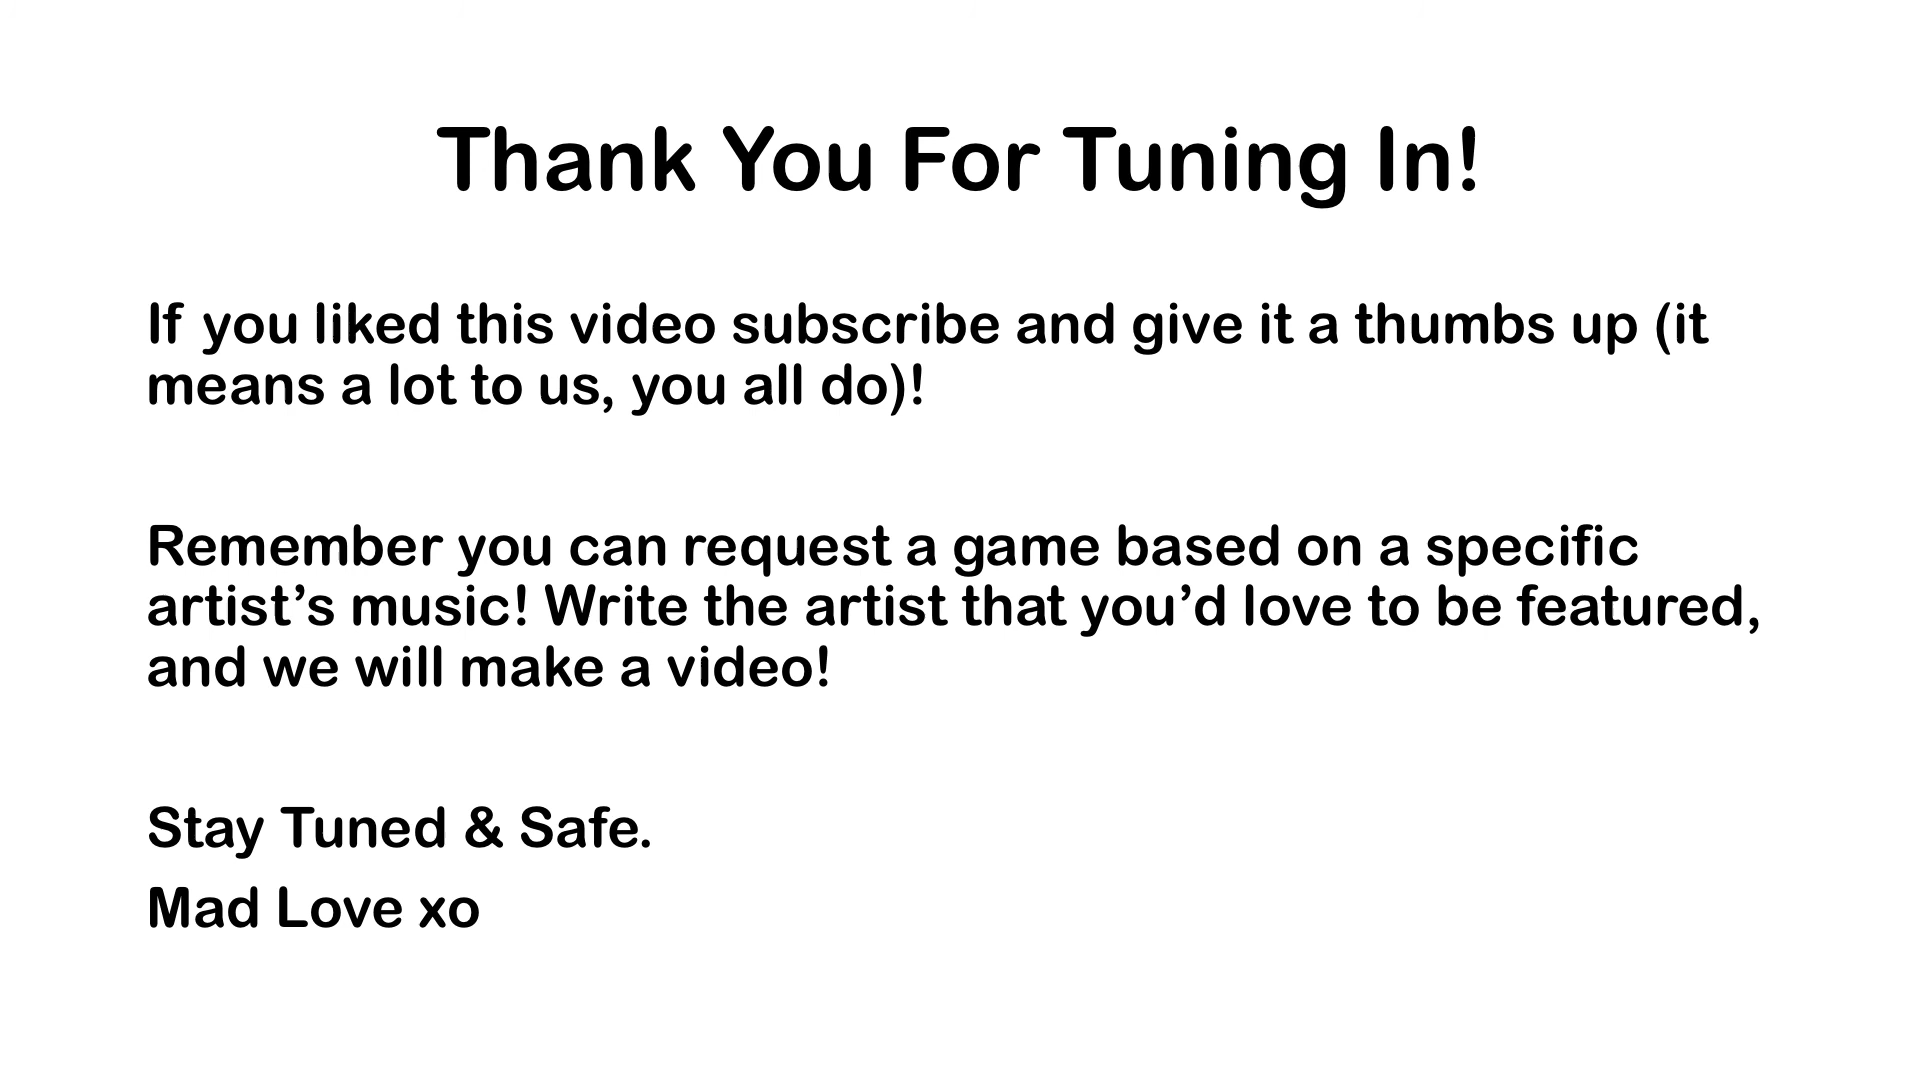 Thank You For Tuning In!
If you liked this video subscribe and give it a thumbs up (it
means a lot to us, you all do)!
Remember you can request a game based on a specific
artist’s music! Write the artist that you’d love to be featured,
and we will make a video!
Stay Tuned & Safe.
Mad Love xo